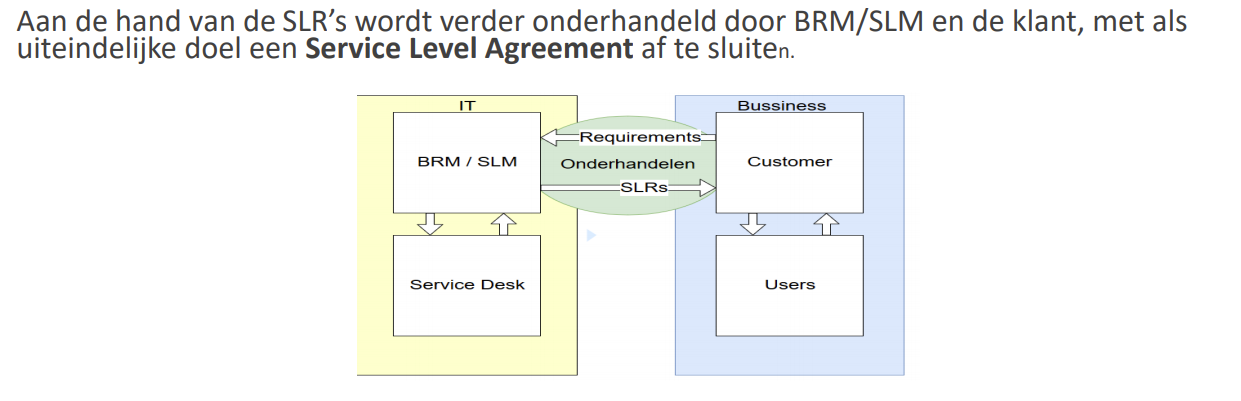 Aan de hand van de SLR’s wordt verder onderhandeld door BRM/SLM en de klant, met als
uiteindelijke doel een Service Level Agreement af te sluiten.
IT
Bussiness
Requirements
BRM / SLM
Onderhandelen
Customer
SLRs
Service Desk
Users